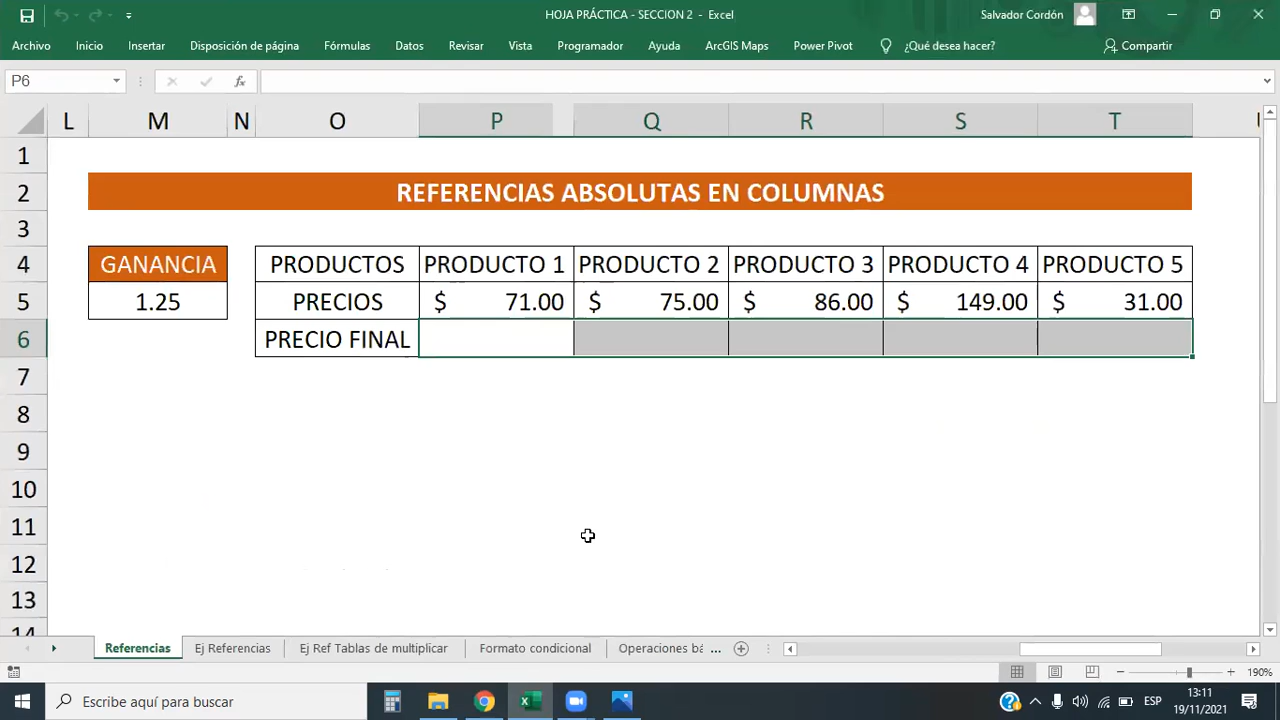 HOJA PRÁCTICA - SECCION 2 - Excel
Salvador Cordón
Archivo Inicio Insertar Disposición de página Fórmulas Datos Revisar Vista Programador Ayuda ArcGIS Maps Power Pivot ¿Qué desea hacer? Compartir
P6 fx
L M N O P Q R S T
1
2 REFERENCIAS ABSOLUTAS EN COLUMNAS
3
4 GANANCIA PRODUCTOS PRODUCTO 1 PRODUCTO 2 PRODUCTO 3 PRODUCTO 4 PRODUCTO 5
5 1.25 PRECIOS $ 71.00 $ 75.00 $ 86.00 $ 149.00 $ 31.00
6 PRECIO FINAL
7
8
9
10
11
12
13
14
Referencias Ej Referencias Ej Ref Tablas de multiplicar Formato condicional Operaciones bá ...
190%
Escribe aquí para buscar
ESP
13:11
19/11/2021